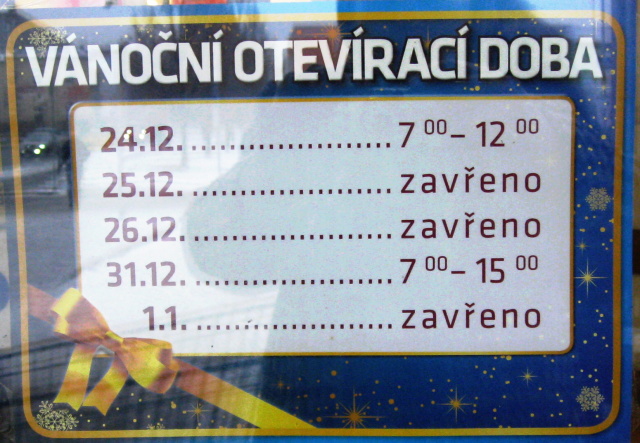 VÁNOČNÍ OTEVÍRACÍ DOBA
24.12. ........................ 7 00 – 12 00
25.12. ........................ zavřeno
26.12. ........................ zavřeno
31.12. ........................ 7 00 – 15 00
1.1. ........................ zavřeno